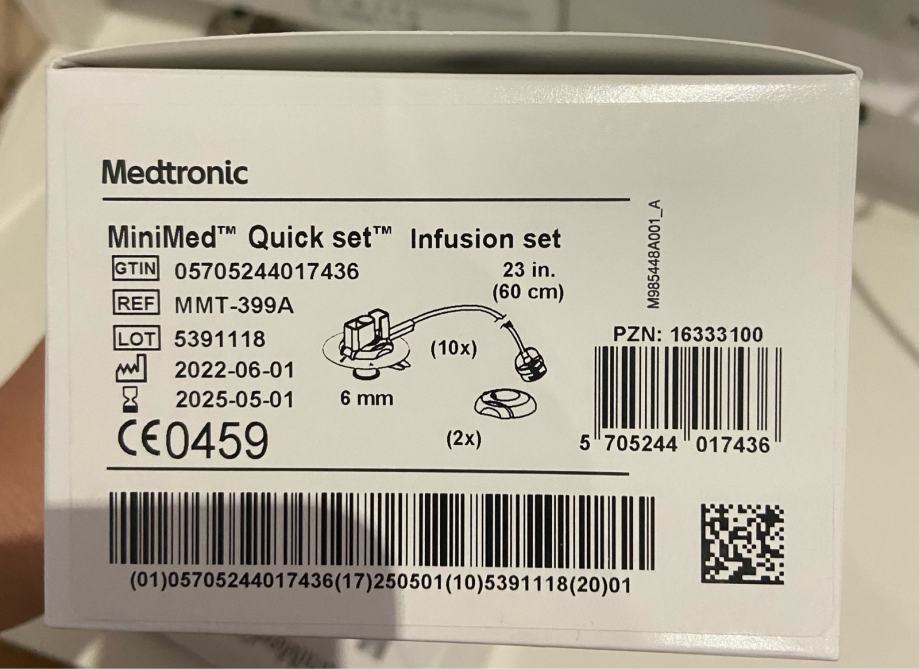 Medtronic
MiniMed™ Quick set™ Infusion set
GTIN 05705244017436
REF MMT-399A
LOT 5391118
2022-06-01
2025-05-01
CE0459
23 in.
(60 cm)
(10x)
6 mm
(2x)
M985448A001_A
PZN: 16333100
5 705244 017436
(01)05705244017436(17)250501(10)5391118(20)01